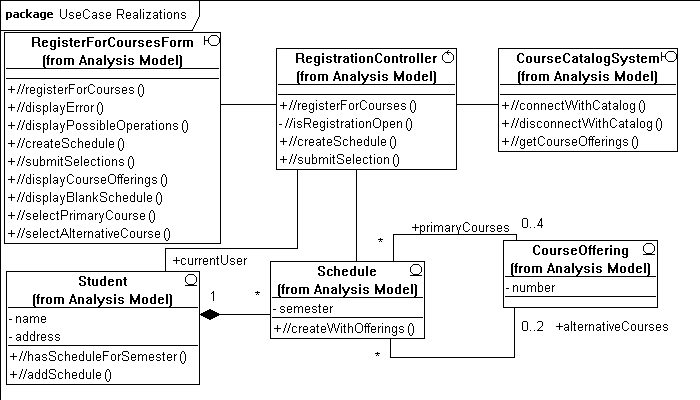 package UseCase Realizations
RegisterForCoursesForm
(from Analysis Model)
+//registerForCourses()
+//displayError()
+//displayPossibleOperations()
+//createSchedule()
+//submitSelections()
+//displayCourseOfferings()
+//displayBlankSchedule()
+//selectPrimaryCourse()
+//selectAlternativeCourse()
RegistrationController
(from Analysis Model)
+//registerForCourses()
-//isRegistrationOpen()
+//createSchedule()
+//submitSelection()
CourseCatalogSystem
(from Analysis Model)
+//connectWithCatalog()
+//disconnectWithCatalog()
+//getCourseOfferings()
+currentUser
* +primaryCourses 0..4
Student
(from Analysis Model)
- name
- address
+//hasScheduleForSemester()
+//addSchedule()
1 *
Schedule
(from Analysis Model)
- semester
+//createWithOfferings()
CourseOffering
(from Analysis Model)
- number
* 0..2 +alternativeCourses